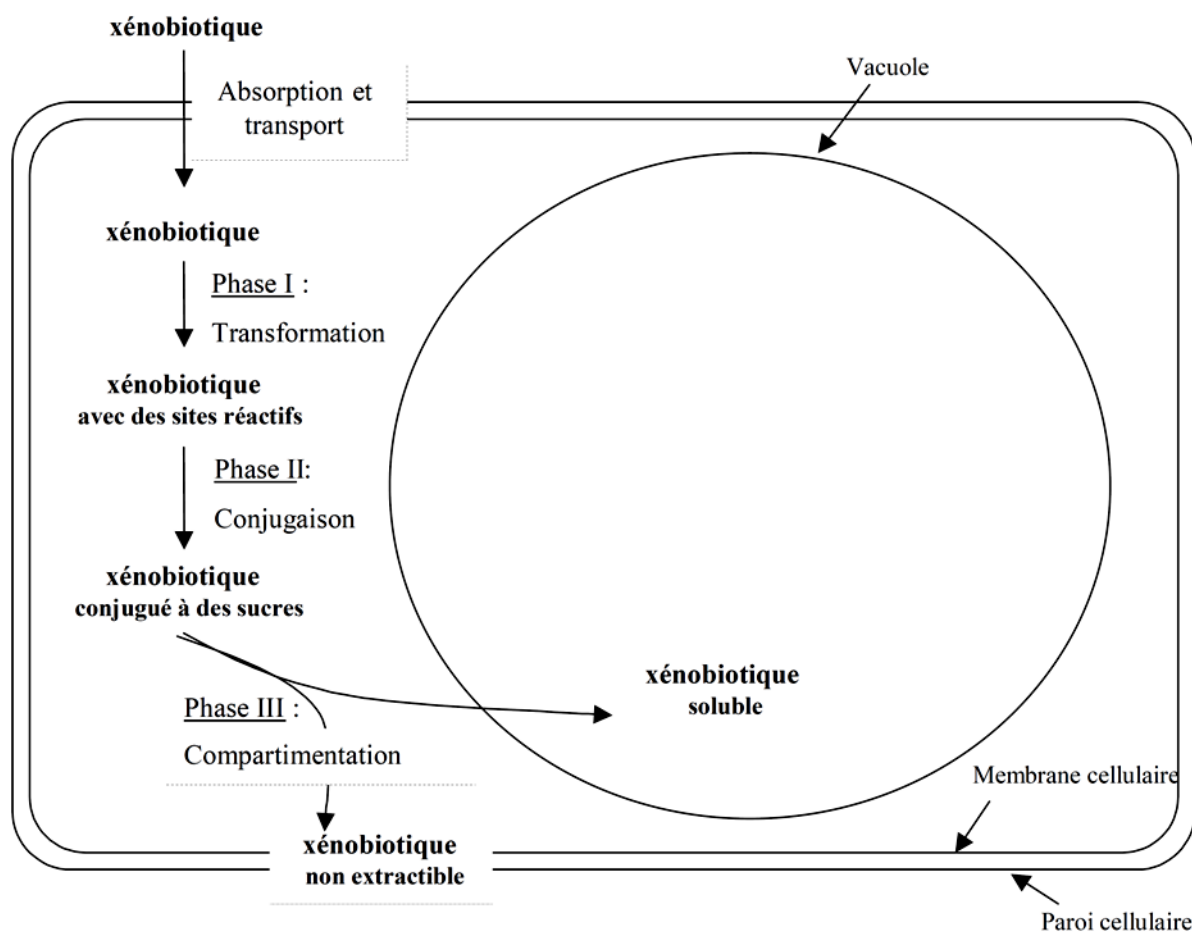 xénobiotique
Vacuole
Absorption et
transport
xénobiotique
Phase I :
Transformation
xénobiotique
avec des sites réactifs
Phase II:
Conjugaison
xénobiotique
conjugué à des sucres
xénobiotique
soluble
Phase III :
Compartimentation
Membrane cellulaire
xénobiotique
non extractible
Paroi cellulaire